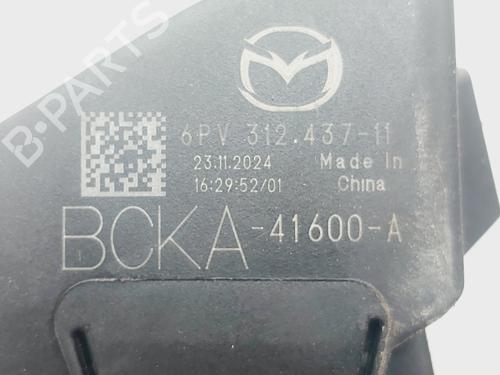 B-PARTS
6PV 312.437-11
23.11.2024 Made In
16:29:52/01 China
BCKA-41600-A